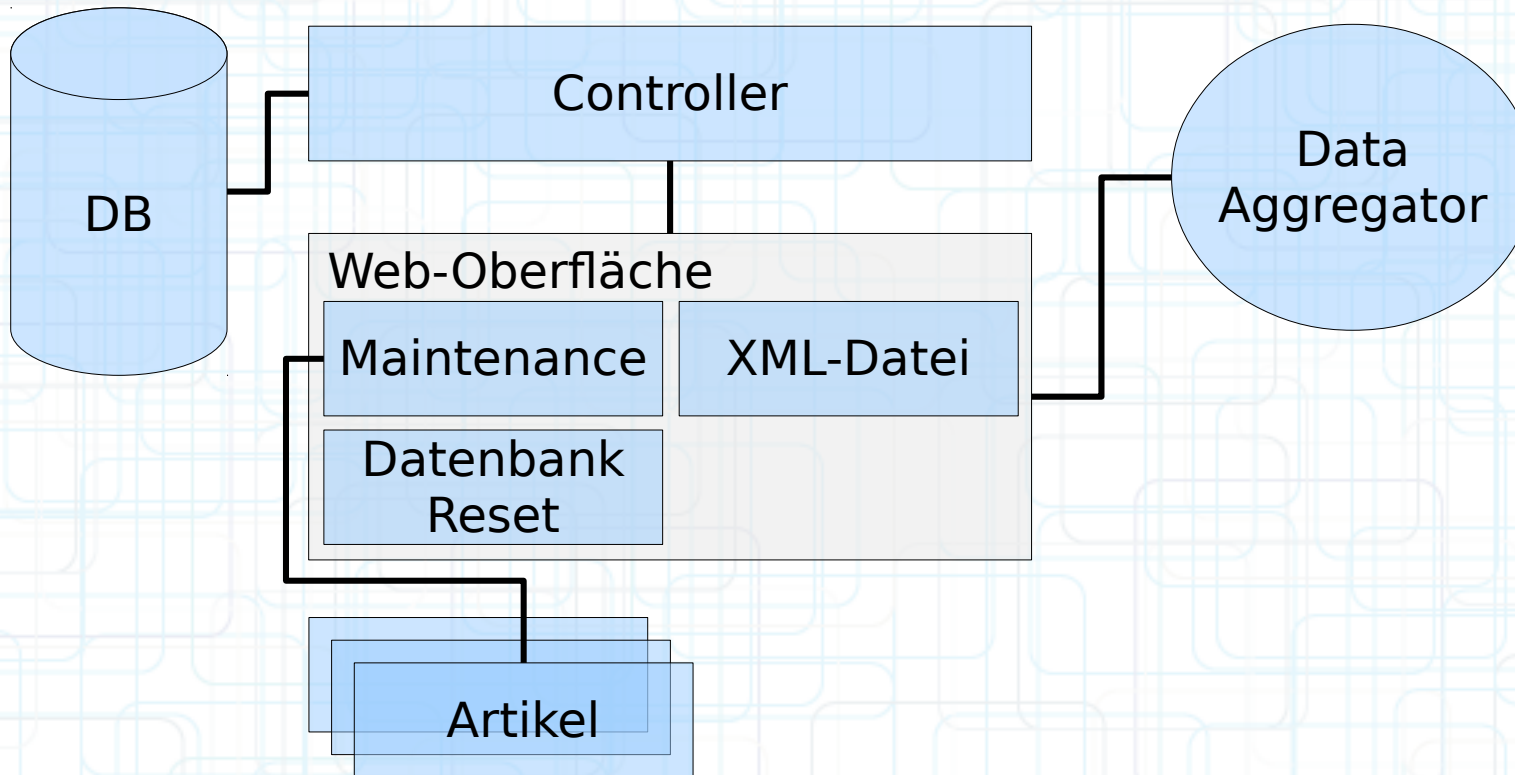 Controller
DB
Data
Aggregator
Web-Oberfläche
Maintenance
XML-Datei
Datenbank
Reset
Artikel